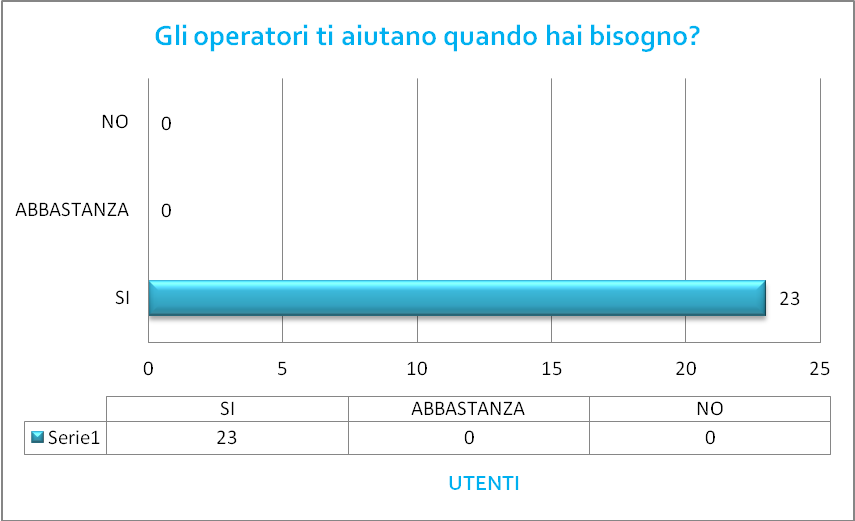 Gli operatori ti aiutano quando hai bisogno?
NO 0
ABBASTANZA 0
SI 23
0 5 10 15 20 25
SI ABBASTANZA NO
Serie1 23 0 0
UTENTI